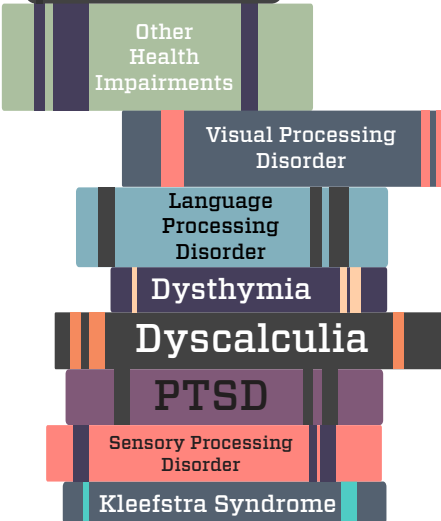 Other
Health
Impairments
Visual Processing
Disorder
Language
Processing
Disorder
Dysthymia
Dyscalculia
PTSD
Sensory Processing
Disorder
Kleefstra Syndrome